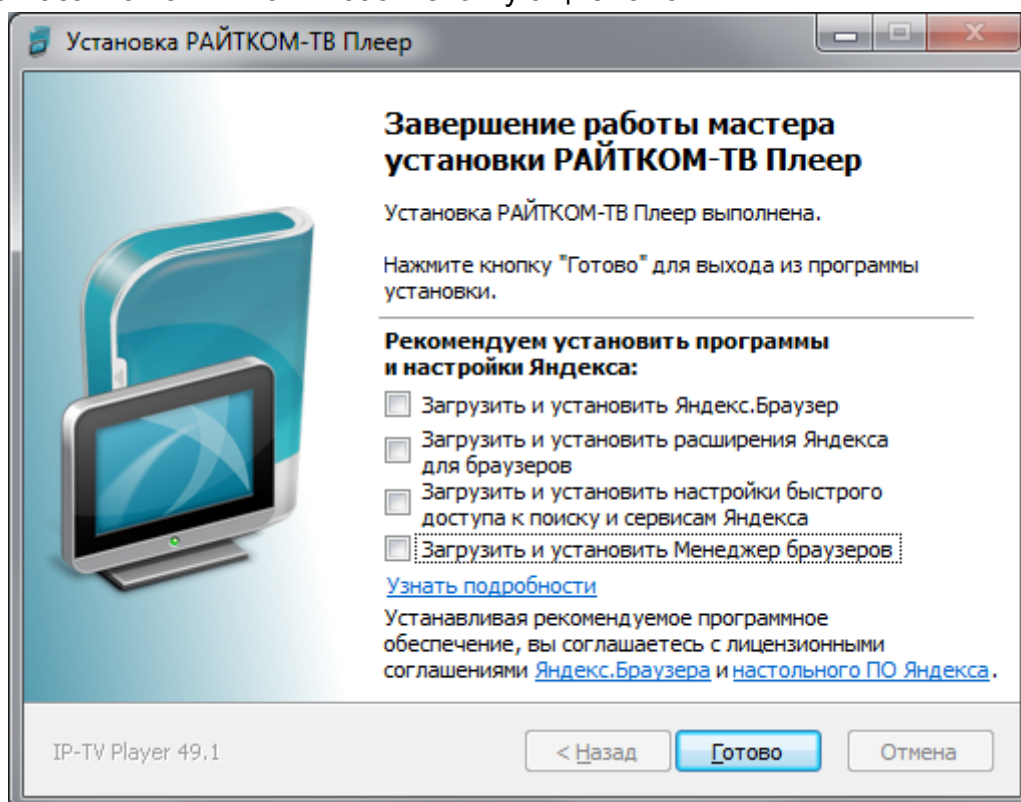 Установка РАЙТКОМ-ТВ Плеер
Завершение работы мастера
установки РАЙТКОМ-ТВ Плеер
Установка РАЙТКОМ-ТВ Плеер выполнена.
Нажмите кнопку "Готово" для выхода из программы
установки.
Рекомендуем установить программы
и настройки Яндекса:
Загрузить и установить Яндекс.Браузер
Загрузить и установить расширения Яндекса
для браузеров
Загрузить и установить настройки быстрого
доступа к поиску и сервисам Яндекса
Загрузить и установить Менеджер браузеров
Узнать подробности
Устанавливая рекомендуемое программное
обеспечение, вы соглашаетесь с лицензионными
соглашениями Яндекс.Браузера и настольного ПО Яндекса.
IP-TV Player 49.1
< Назад
Готово
Отмена